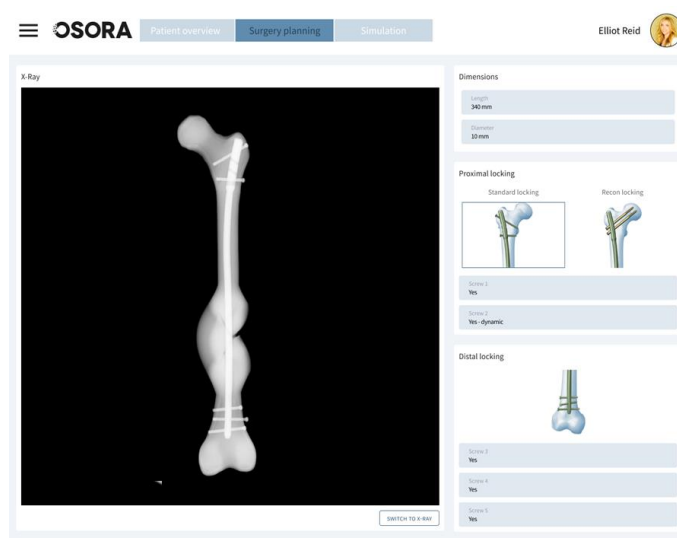 OSORA
Patient overview
Surgery planning
Simulation
Elliot Reid
X-Ray
SWITCH TO X-RAY
Dimensions
Length
340 mm
Diameter
10 mm
Proximal locking
Standard locking
Recon locking
Screw 1
Yes
Screw 2
Yes - dynamic
Distal locking
Screw 3
Yes
Screw 4
Yes
Screw 5
Yes